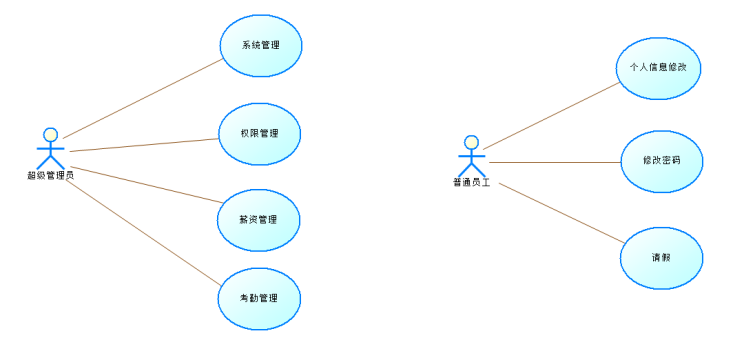 系统管理
权限管理
超级管理员
薪资管理
考勤管理
个人信息修改
修改密码
普通员工
请假